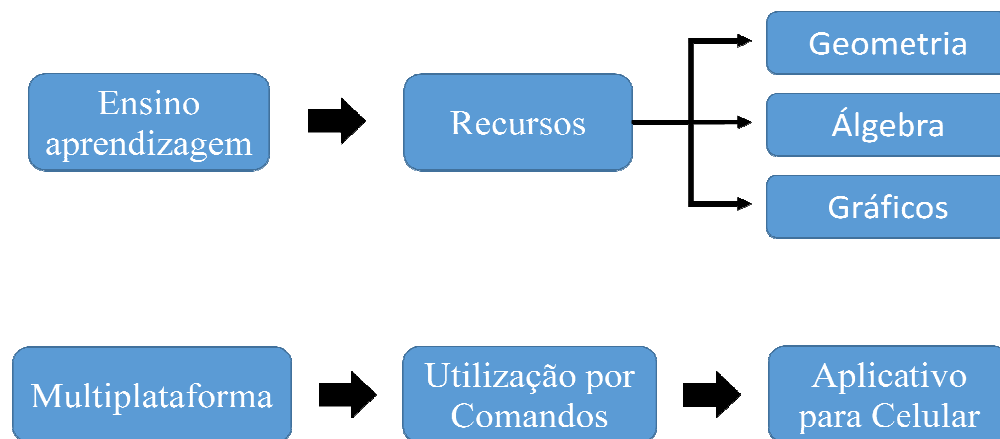 Ensino
aprendizagem
Recursos
Geometria
Álgebra
Gráficos
Multiplataforma
Utilização por
Comandos
Aplicativo
para Celular